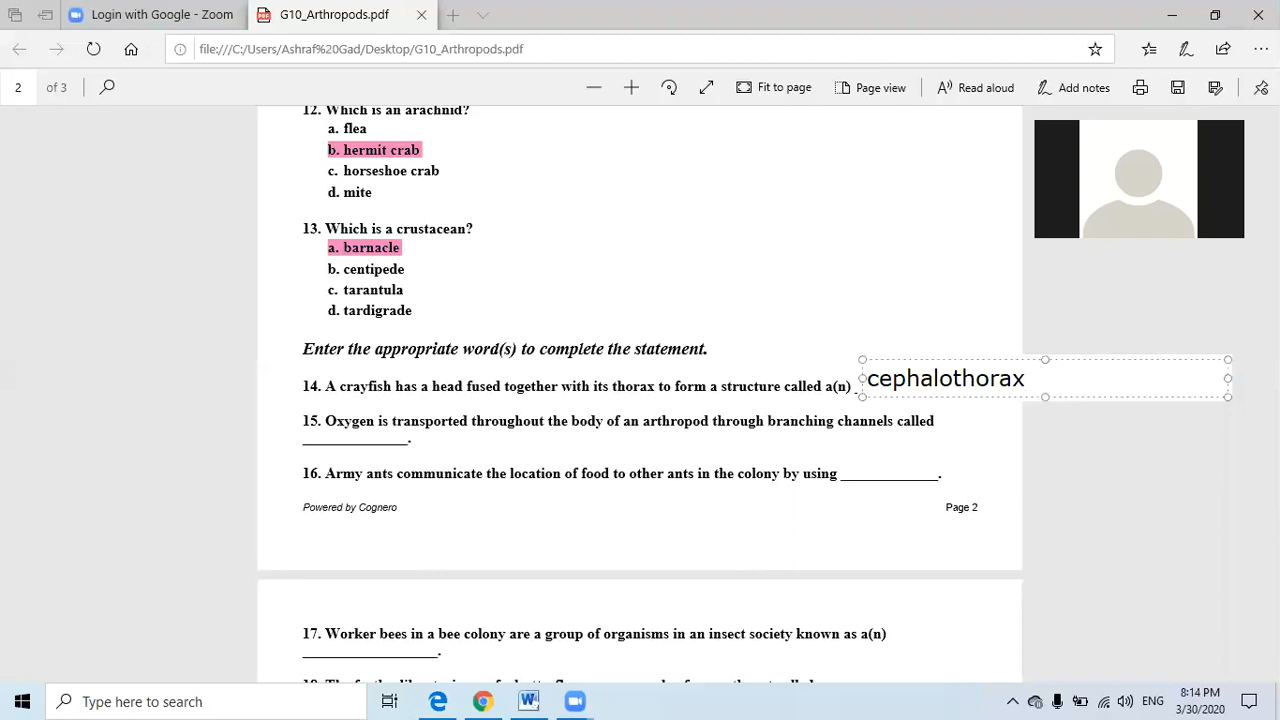 Login with Google - Zoom
G10_Arthropods.pdf
file:///C:/Users/Ashraf%20Gad/Desktop/G10_Arthropods.pdf
2 of 3
Fit to page
Page view
Read aloud
Add notes
12. Which is an arachnid?
a. flea
b. hermit crab
c. horseshoe crab
d. mite
13. Which is a crustacean?
a. barnacle
b. centipede
c. tarantula
d. tardigrade
Enter the appropriate word(s) to complete the statement.
14. A crayfish has a head fused together with its thorax to form a structure called a(n) _
cephalothorax
15. Oxygen is transported throughout the body of an arthropod through branching channels called
______________.
16. Army ants communicate the location of food to other ants in the colony by using _____________.
Powered by Cognero
Page 2
17. Worker bees in a bee colony are a group of organisms in an insect society known as a(n)
__________________.
Type here to search
ENG
8:14 PM
3/30/2020